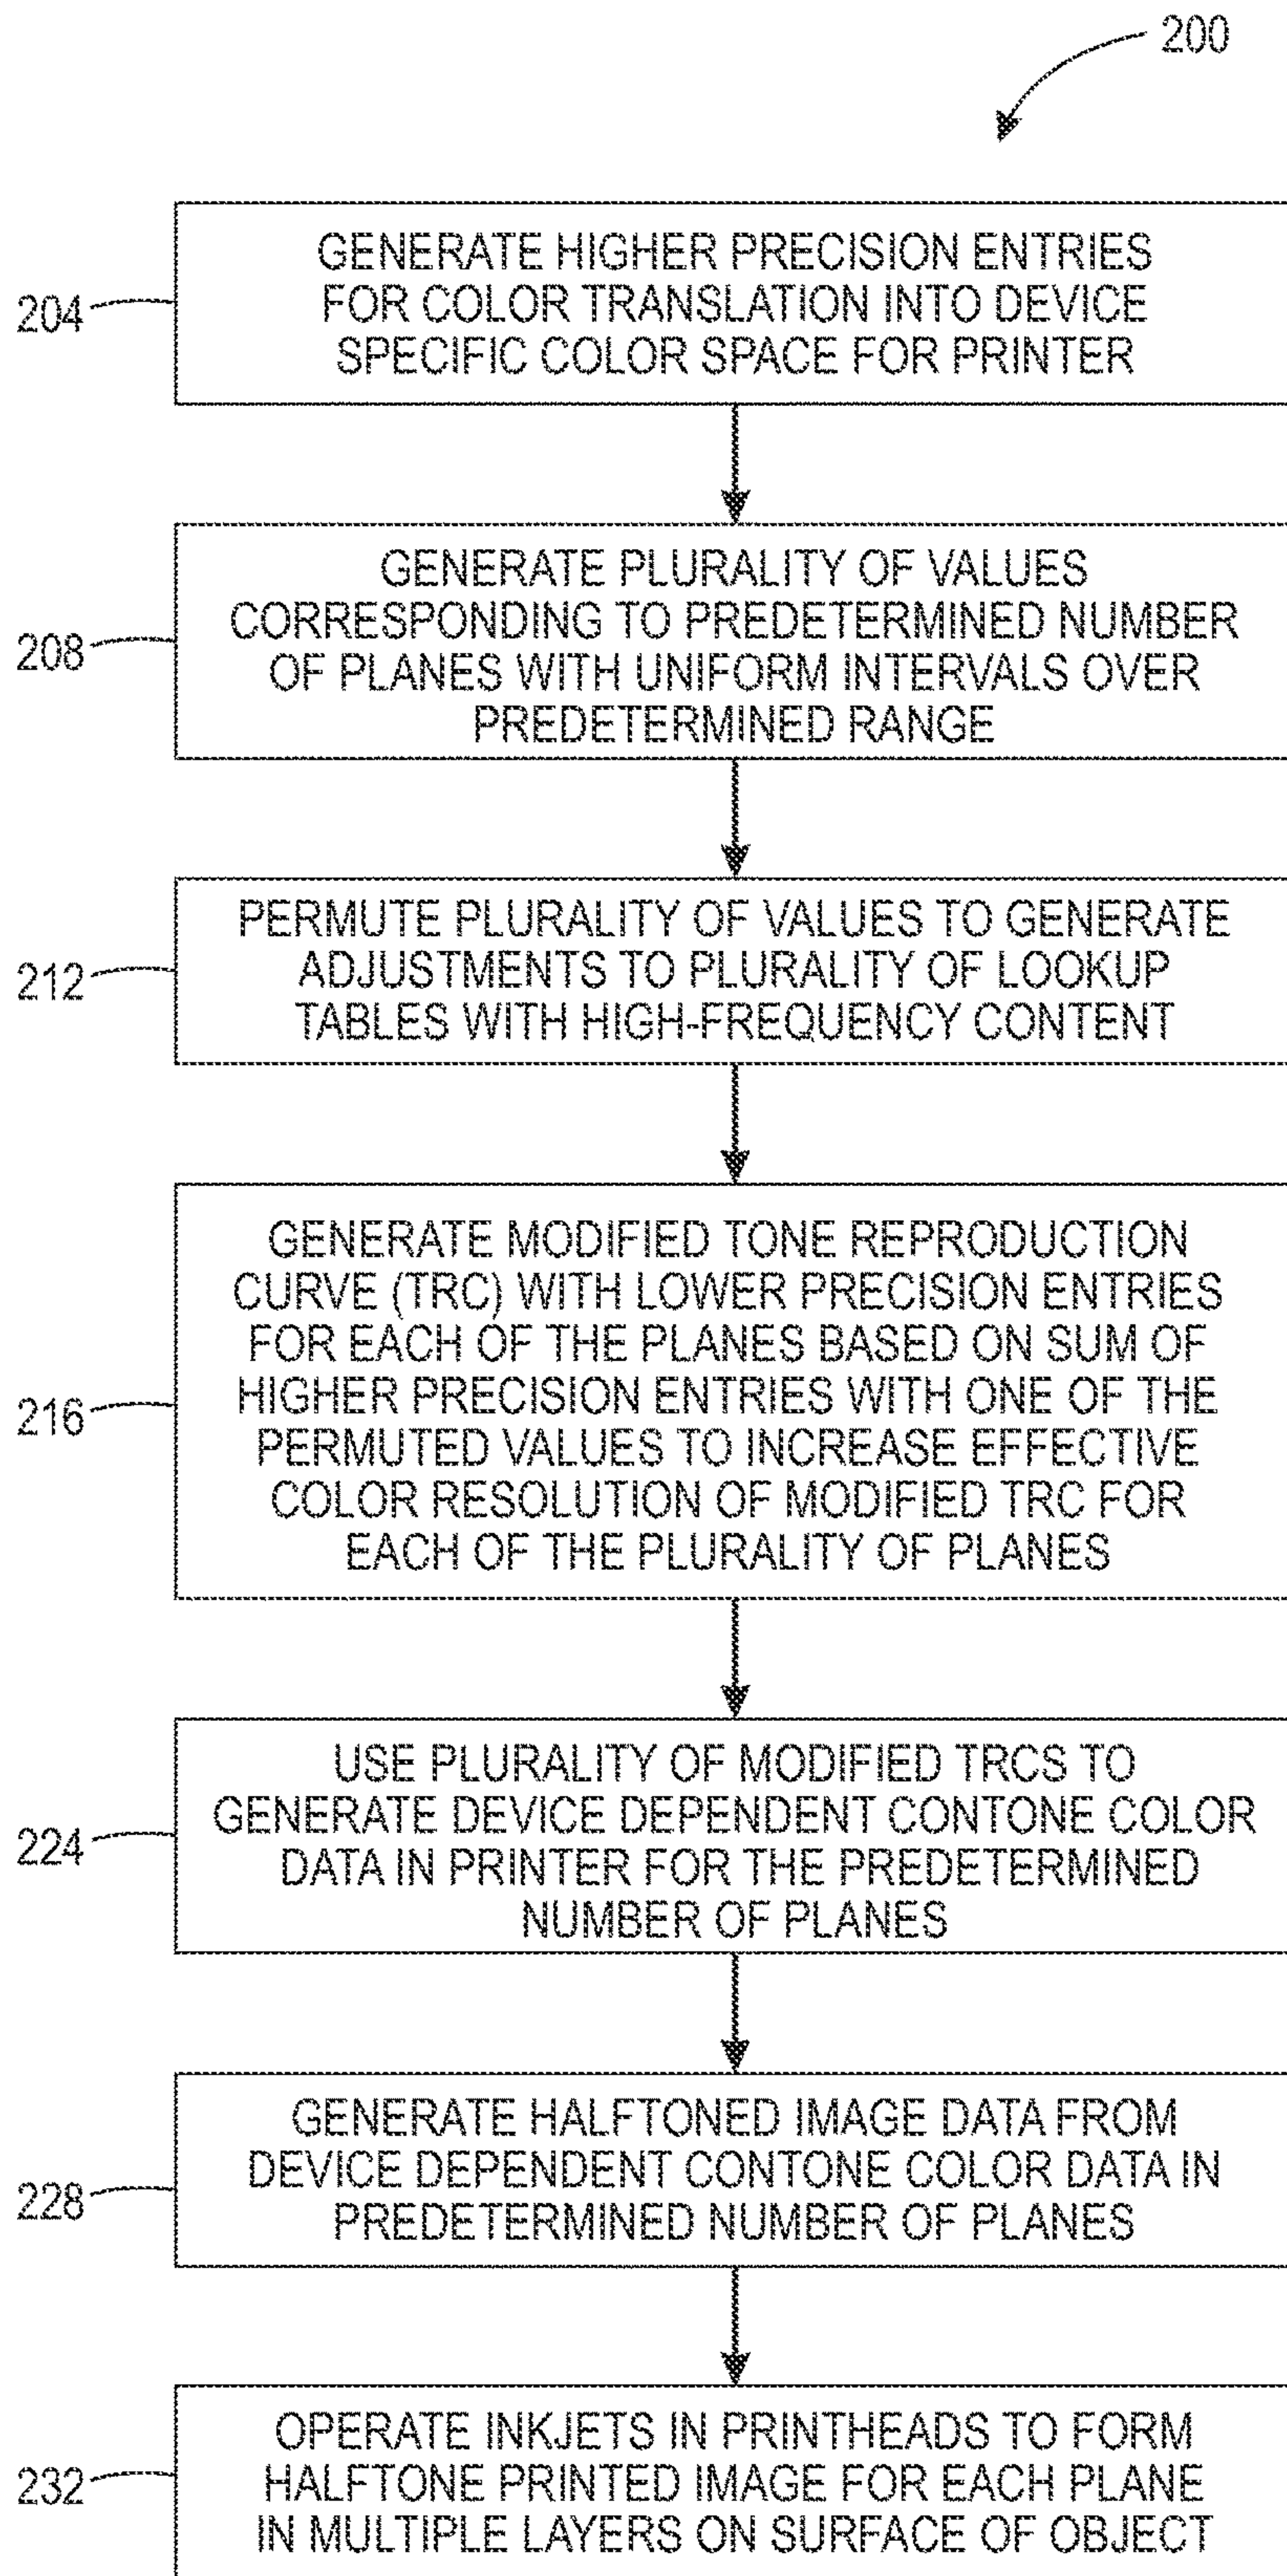 200
204
GENERATE HIGHER PRECISION ENTRIES
FOR COLOR TRANSLATION INTO DEVICE
SPECIFIC COLOR SPACE FOR PRINTER
208
GENERATE PLURALITY OF VALUES
CORRESPONDING TO PREDETERMINED NUMBER
OF PLANES WITH UNIFORM INTERVALS OVER
PREDETERMINED RANGE
212
PERMUTE PLURALITY OF VALUES TO GENERATE
ADJUSTMENTS TO PLURALITY OF LOOKUP
TABLES WITH HIGH-FREQUENCY CONTENT
216
GENERATE MODIFIED TONE REPRODUCTION
CURVE (TRC) WITH LOWER PRECISION ENTRIES
FOR EACH OF THE PLANES BASED ON SUM OF
HIGHER PRECISION ENTRIES WITH ONE OF THE
PERMUTED VALUES TO INCREASE EFFECTIVE
COLOR RESOLUTION OF MODIFIED TRC FOR
EACH OF THE PLURALITY OF PLANES
224
USE PLURALITY OF MODIFIED TRCS TO
GENERATE DEVICE DEPENDENT CONTONE COLOR
DATA IN PRINTER FOR THE PREDETERMINED
NUMBER OF PLANES
228
GENERATE HALFTONED IMAGE DATA FROM
DEVICE DEPENDENT CONTONE COLOR DATA IN
PREDETERMINED NUMBER OF PLANES
232
OPERATE INKJETS IN PRINTHEADS TO FORM
HALFTONE PRINTED IMAGE FOR EACH PLANE
IN MULTIPLE LAYERS ON SURFACE OF OBJECT